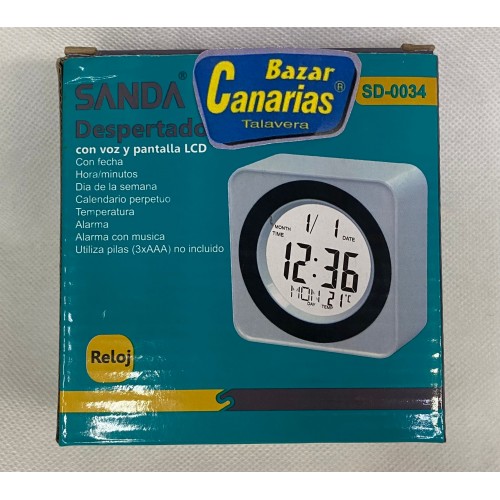 SANDA®
Bazar
Canarias®
Talavera
SD-0034
Despertado
con voz y pantalla LCD
Con fecha
Hora/minutos
Dia de la semana
Calendario perpetuo
Temperatura
Alarma
Alarma con musica
Utiliza pilas (3xAAA) no incluido
1/ 1
MONTH DATE
TIME
12:36
MON 21°C
DAY TEMP
Reloj